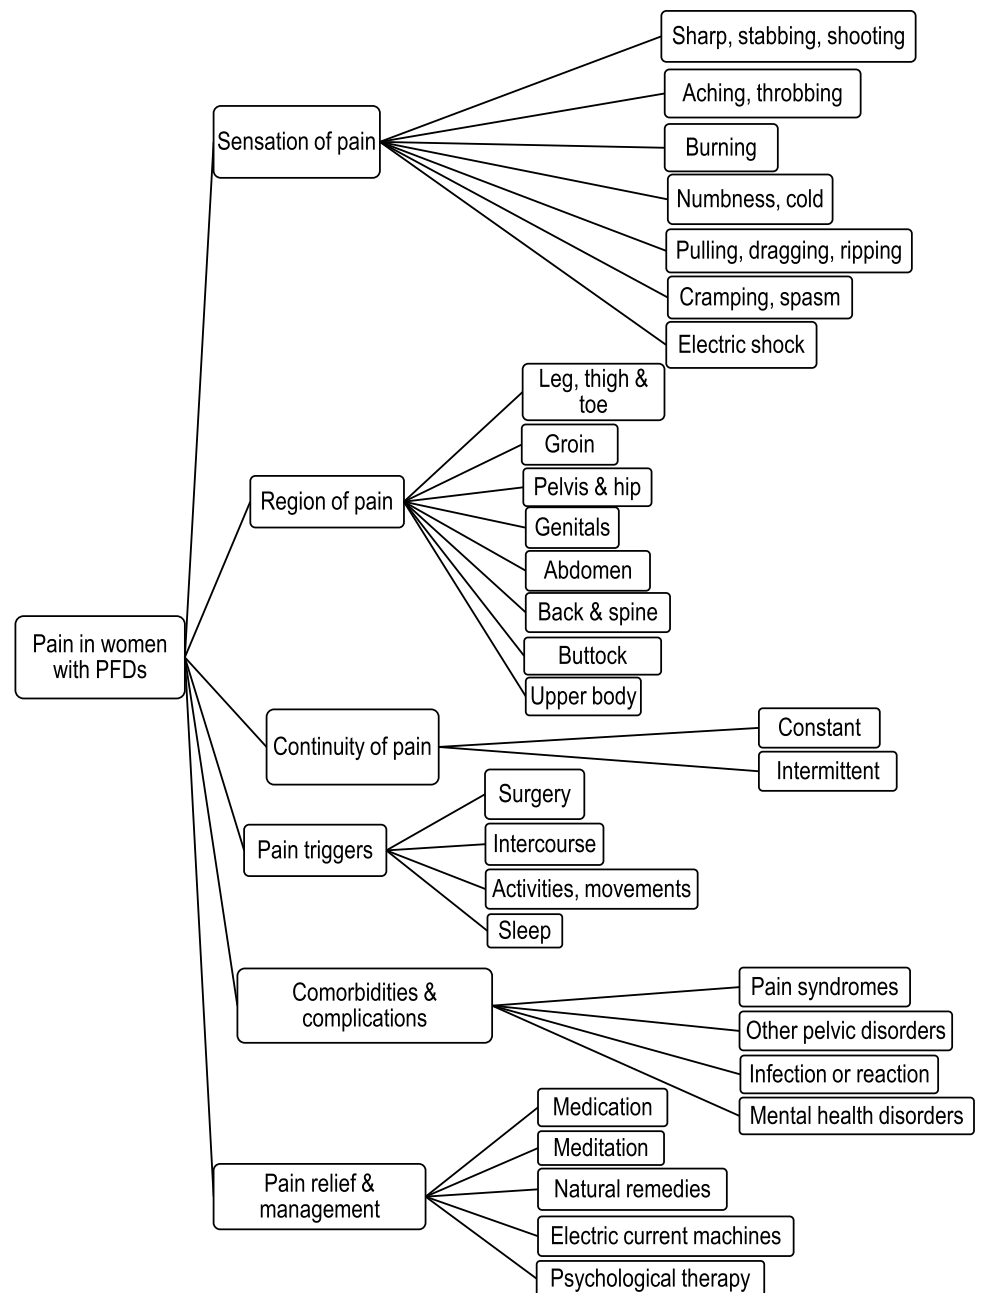 Sharp, stabbing, shooting
Aching, throbbing
Sensation of pain
Burning
Numbness, cold
Pulling, dragging, ripping
Cramping, spasm
Electric shock
Leg, thigh &
toe
Groin
Region of pain
Pelvis & hip
Genitals
Abdomen
Back & spine
Buttock
Upper body
Pain in women
with PFDs
Continuity of pain
Constant
Intermittent
Pain triggers
Surgery
Intercourse
Activities, movements
Sleep
Comorbidities &
complications
Pain syndromes
Other pelvic disorders
Infection or reaction
Mental health disorders
Pain relief &
management
Medication
Meditation
Natural remedies
Electric current machines
Psychological therapy